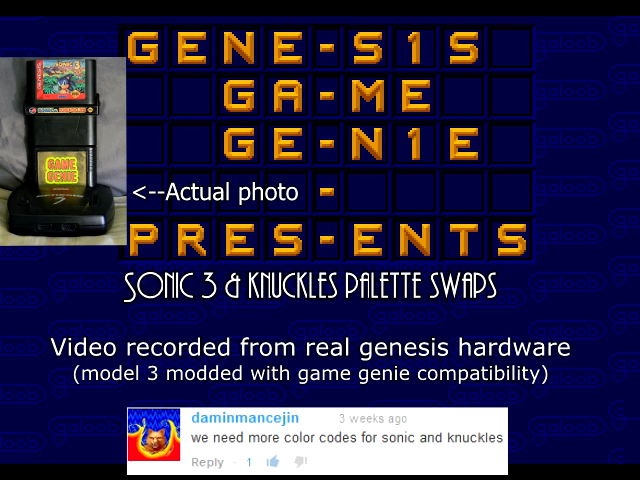 GENE-S1S
GA-ME
GE-N1E
<--Actual photo -
PRES-ENTS
SONIC 3 & KNUCKLES PALETTE SWAPS
Video recorded from real genesis hardware
(model 3 modded with game genie compatibility)
daminmancejin 3 weeks ago
we need more color codes for sonic and knuckles
Reply · 1
GAME
GENIE